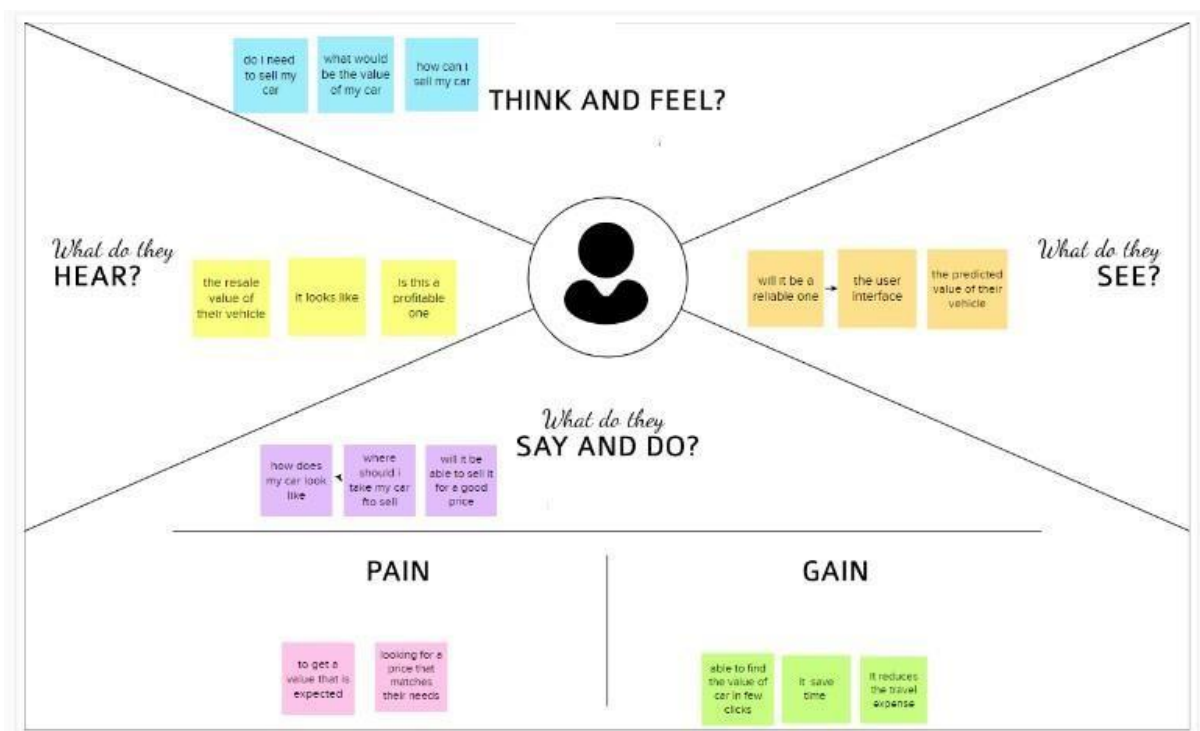 do i need
to sell my
car
what would
be the value
of my car
how can i
sell my car
THINK AND FEEL?
What do they
HEAR?
the resale
value of
their vehicle
it looks like
Is this a
profitable
one
will it be a
reliable one
the user
interface
the predicted
value of their
vehicle
What do they
SEE?
What do they
SAY AND DO?
how does
my car look
like
where
should i
take my car
fto sell
will it be
able to sell it
for a good
price
PAIN
to get a
value that is
expected
looking for a
price that
matches
their needs
GAIN
able to find
the value of
car in few
clicks
it save
time
It reduces
the travel
expense